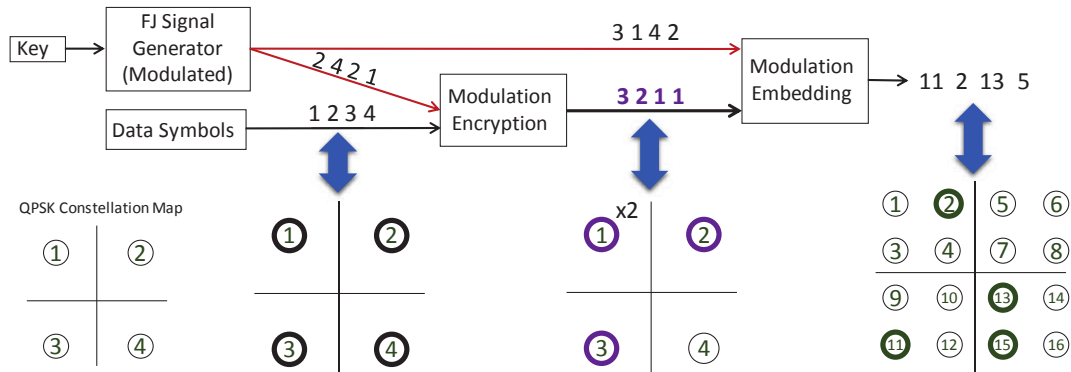 Key
FJ Signal
Generator
(Modulated)
3 1 4 2
2 4 2 1
Data Symbols
1 2 3 4
Modulation
Encryption
3 2 1 1
Modulation
Embedding
11 2 13 5
QPSK Constellation Map
1 2
3 4
1 2
3 4
x2
1 2
3 4
1 2 5 6
3 4 7 8
9 10 13 14
11 12 15 16